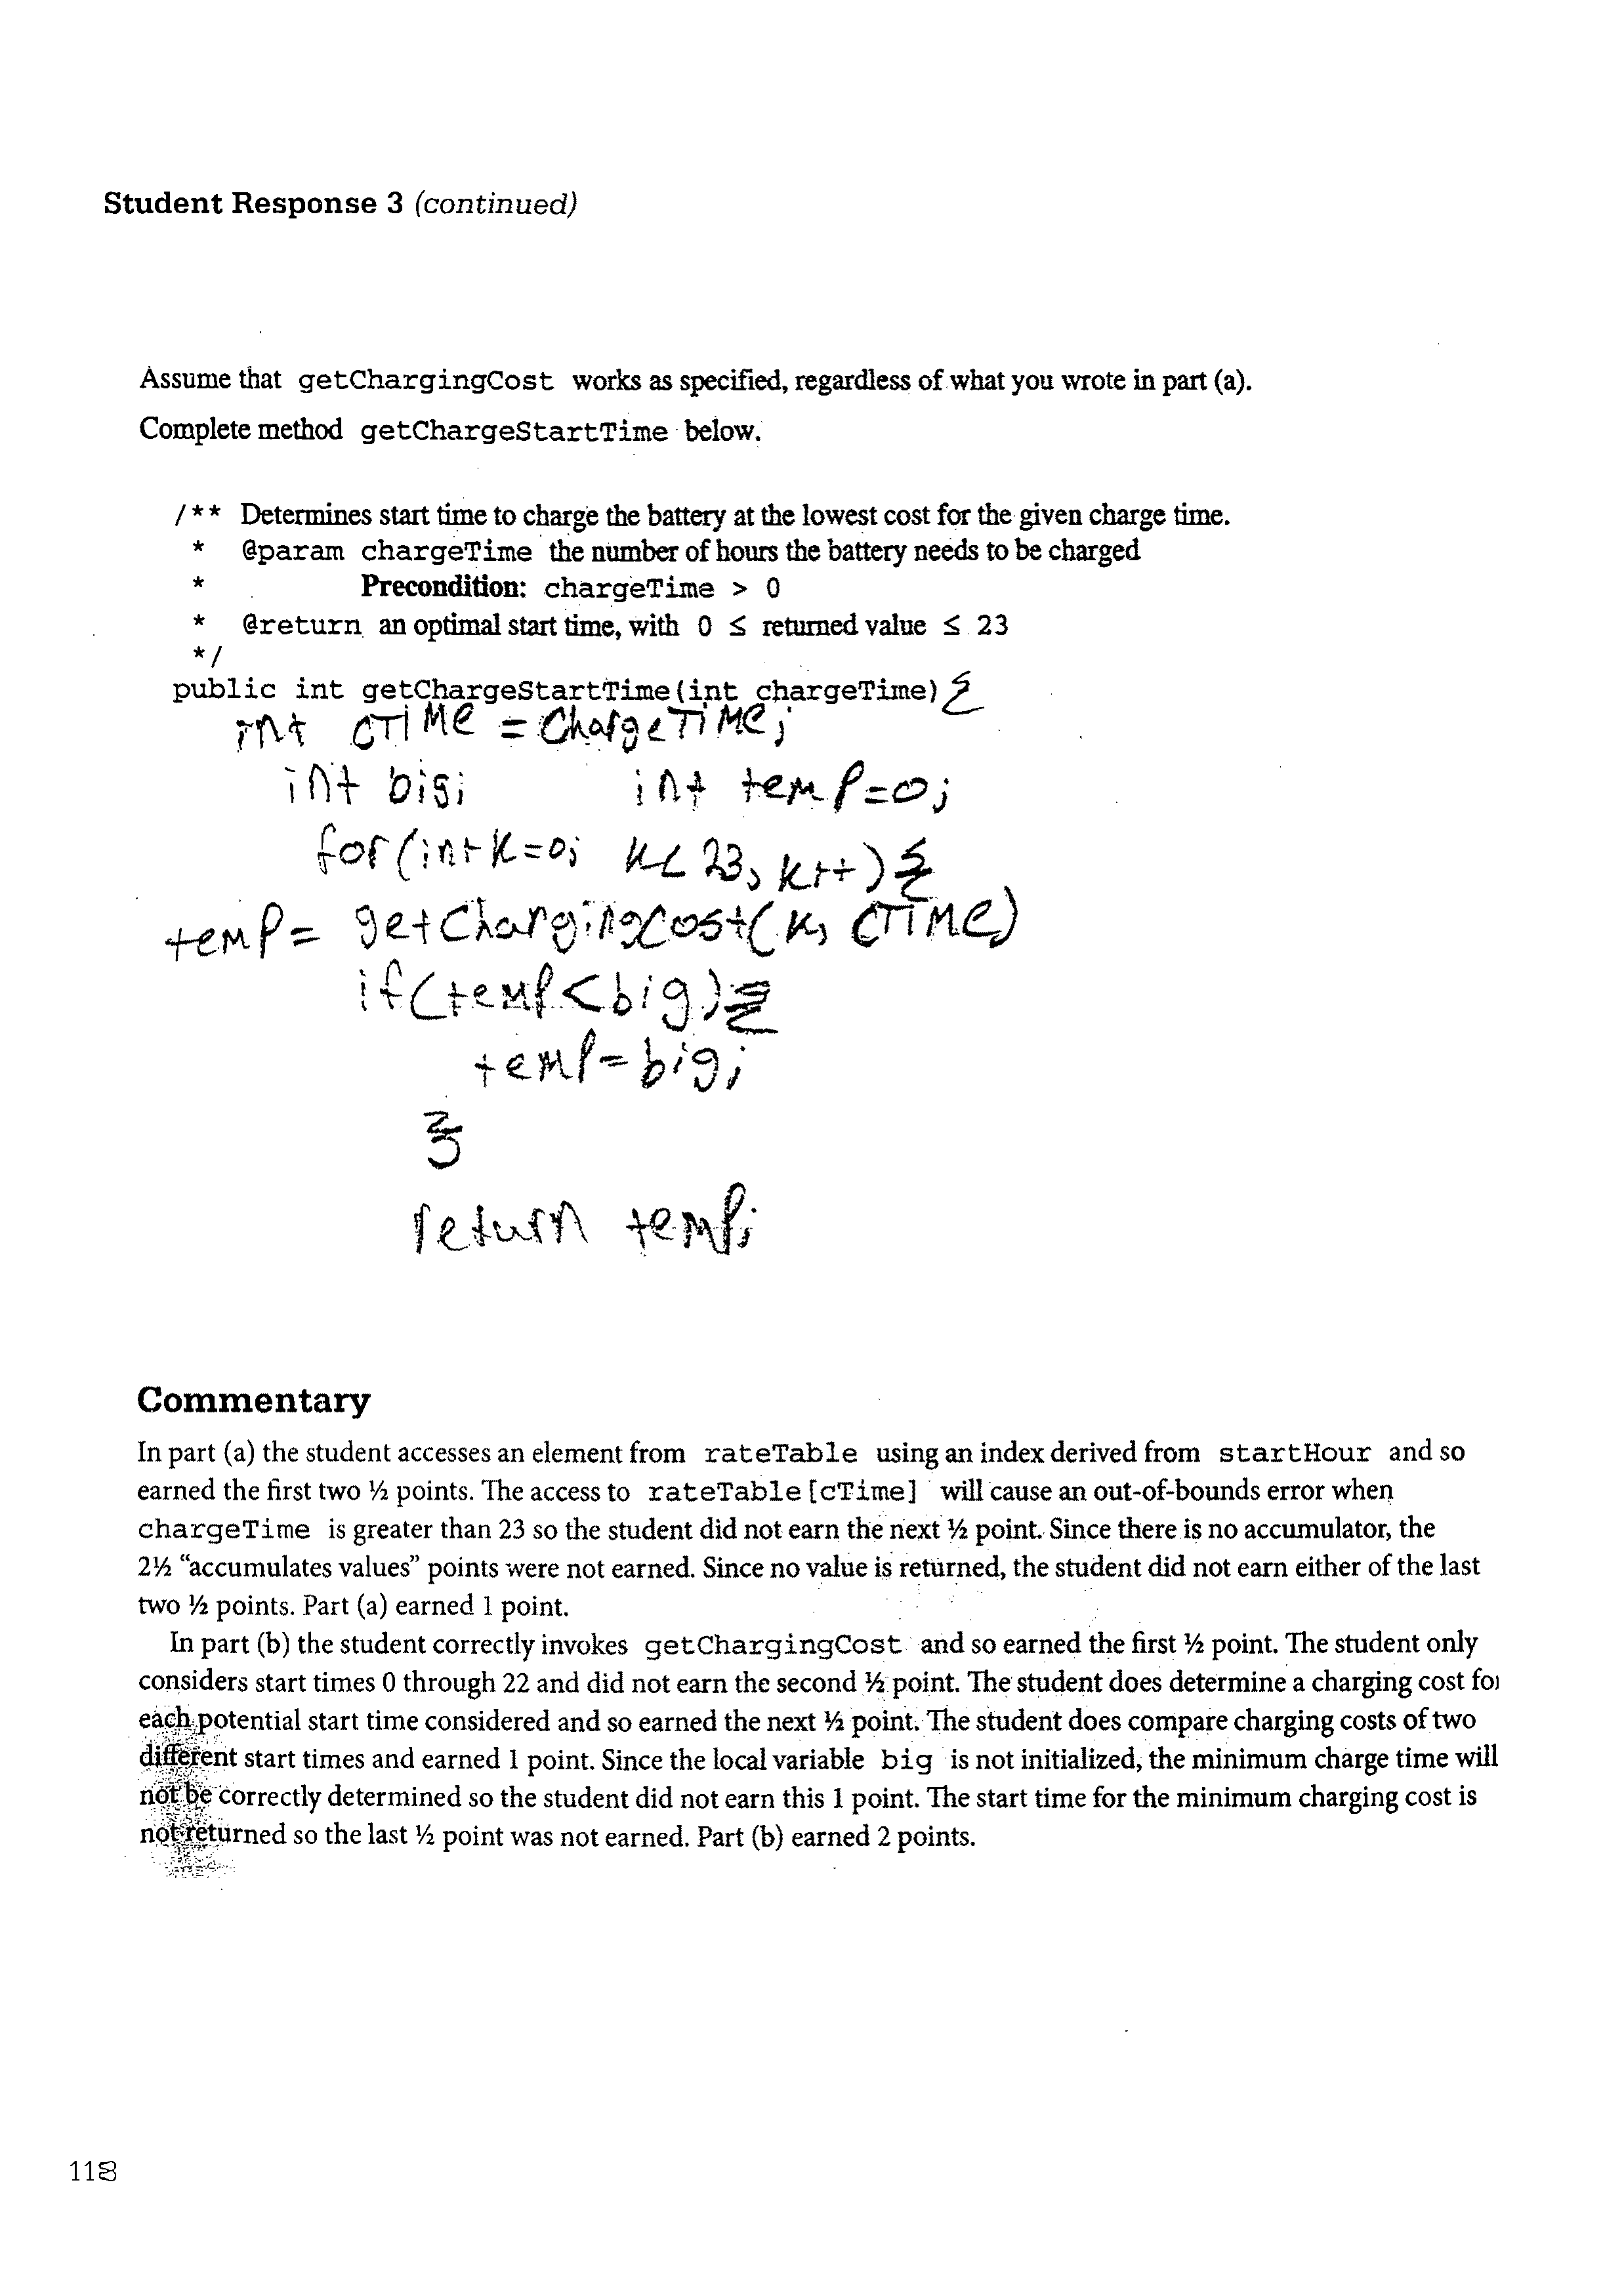 Student Response 3 (continued)
Assume that getChargingCost works as specified, regardless of what you wrote in part (a).
Complete method getChargeStartTime below.
/** Determines start time to charge the battery at the lowest cost for the given charge time.
* @param chargeTime the number of hours the battery needs to be charged
* Precondition: chargeTime > 0
* @return an optimal start time, with 0 ≤ returned value ≤ 23
*/
public int getChargeStartTime(int chargeTime) {
int cTime = ChargeTime;
int big; int temp=0;
for(int k=0; k< 23, k++){
temp= getChargingCost(k, cTime)
if(temp<big){
temp=big;
}
return temp;
Commentary
In part (a) the student accesses an element from rateTable using an index derived from startHour and so
earned the first two ½ points. The access to rateTable[cTime] will cause an out-of-bounds error when
chargeTime is greater than 23 so the student did not earn the next ½ point. Since there is no accumulator, the
2½ “accumulates values” points were not earned. Since no value is returned, the student did not earn either of the last
two ½ points. Part (a) earned 1 point.
In part (b) the student correctly invokes getChargingCost and so earned the first ½ point. The student only
considers start times 0 through 22 and did not earn the second ½ point. The student does determine a charging cost for
each potential start time considered and so earned the next ½ point. The student does compare charging costs of two
different start times and earned 1 point. Since the local variable big is not initialized, the minimum charge time will
not be correctly determined so the student did not earn this 1 point. The start time for the minimum charging cost is
not returned so the last ½ point was not earned. Part (b) earned 2 points.
118